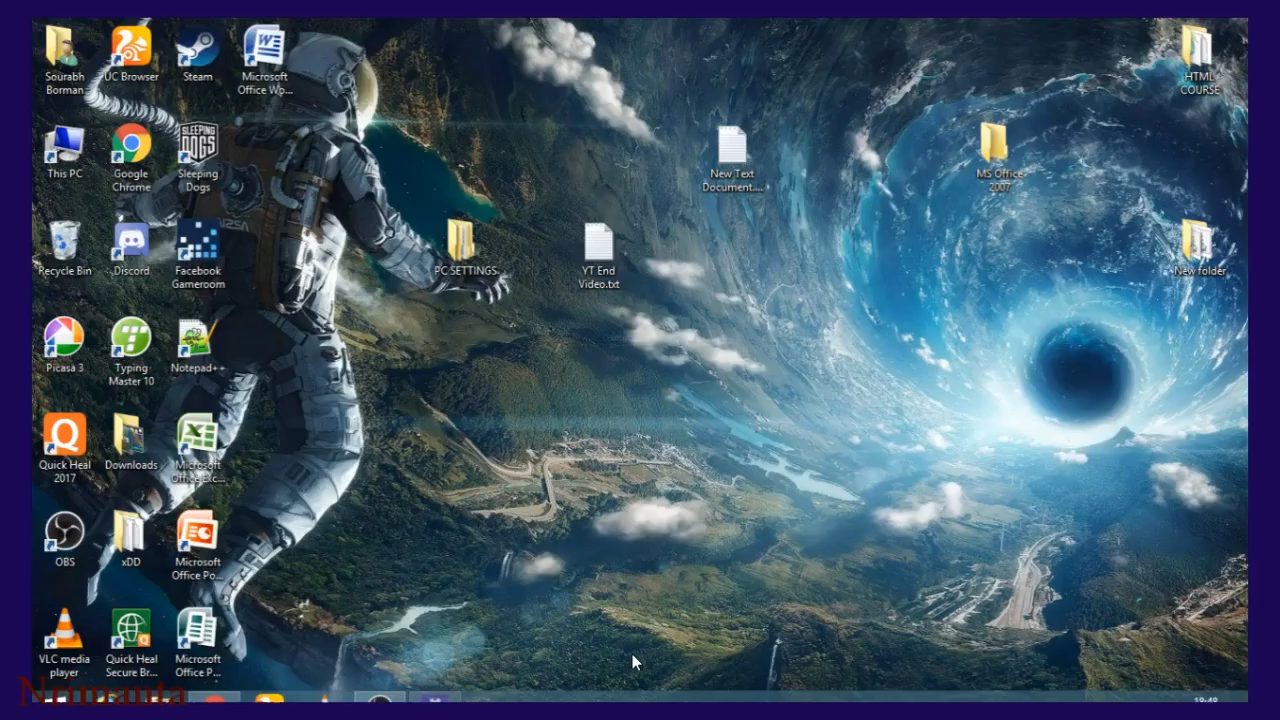 Sourabh
Borman
UC Browser
Steam
Microsoft
Office Wo...
HTML
COURSE
This PC
Google
Chrome
SLEEPING
DOGS
Sleeping
Dogs
New Text
Document....
MS Office
2007
Recycle Bin
Discord
Facebook
Gameroom
PC SETTINGS
YT End
Video.txt
New folder
Picasa 3
Typing
Master 10
Notepad++
Quick Heal
2017
Downloads
Microsoft
Office Exc...
OBS
xDD
Microsoft
Office Po...
VLC media
player
Quick Heal
Secure Br...
Microsoft
Office P...